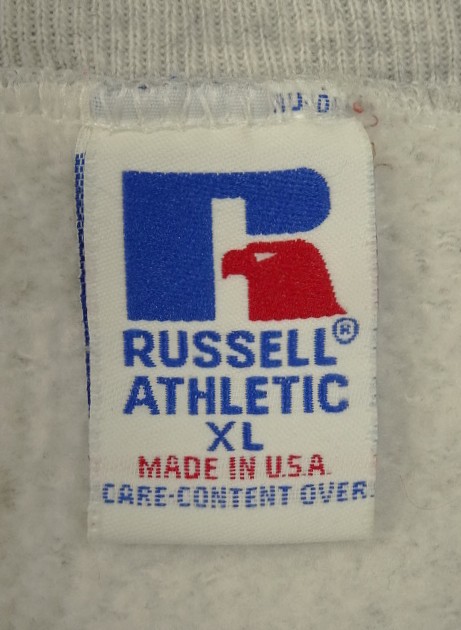 RUSSELL®
ATHLETIC
XL
MADE IN U.S.A.
CARE-CONTENT OVER.